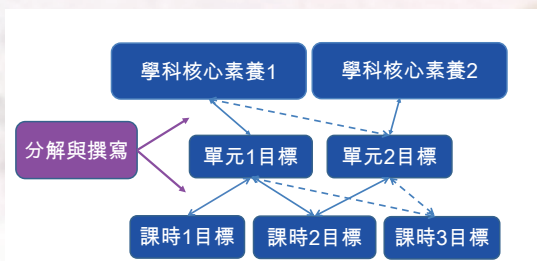 學科核心素養1
學科核心素養2
分解與撰寫
單元1目標
單元2目標
課時1目標
課時2目標
課時3目標